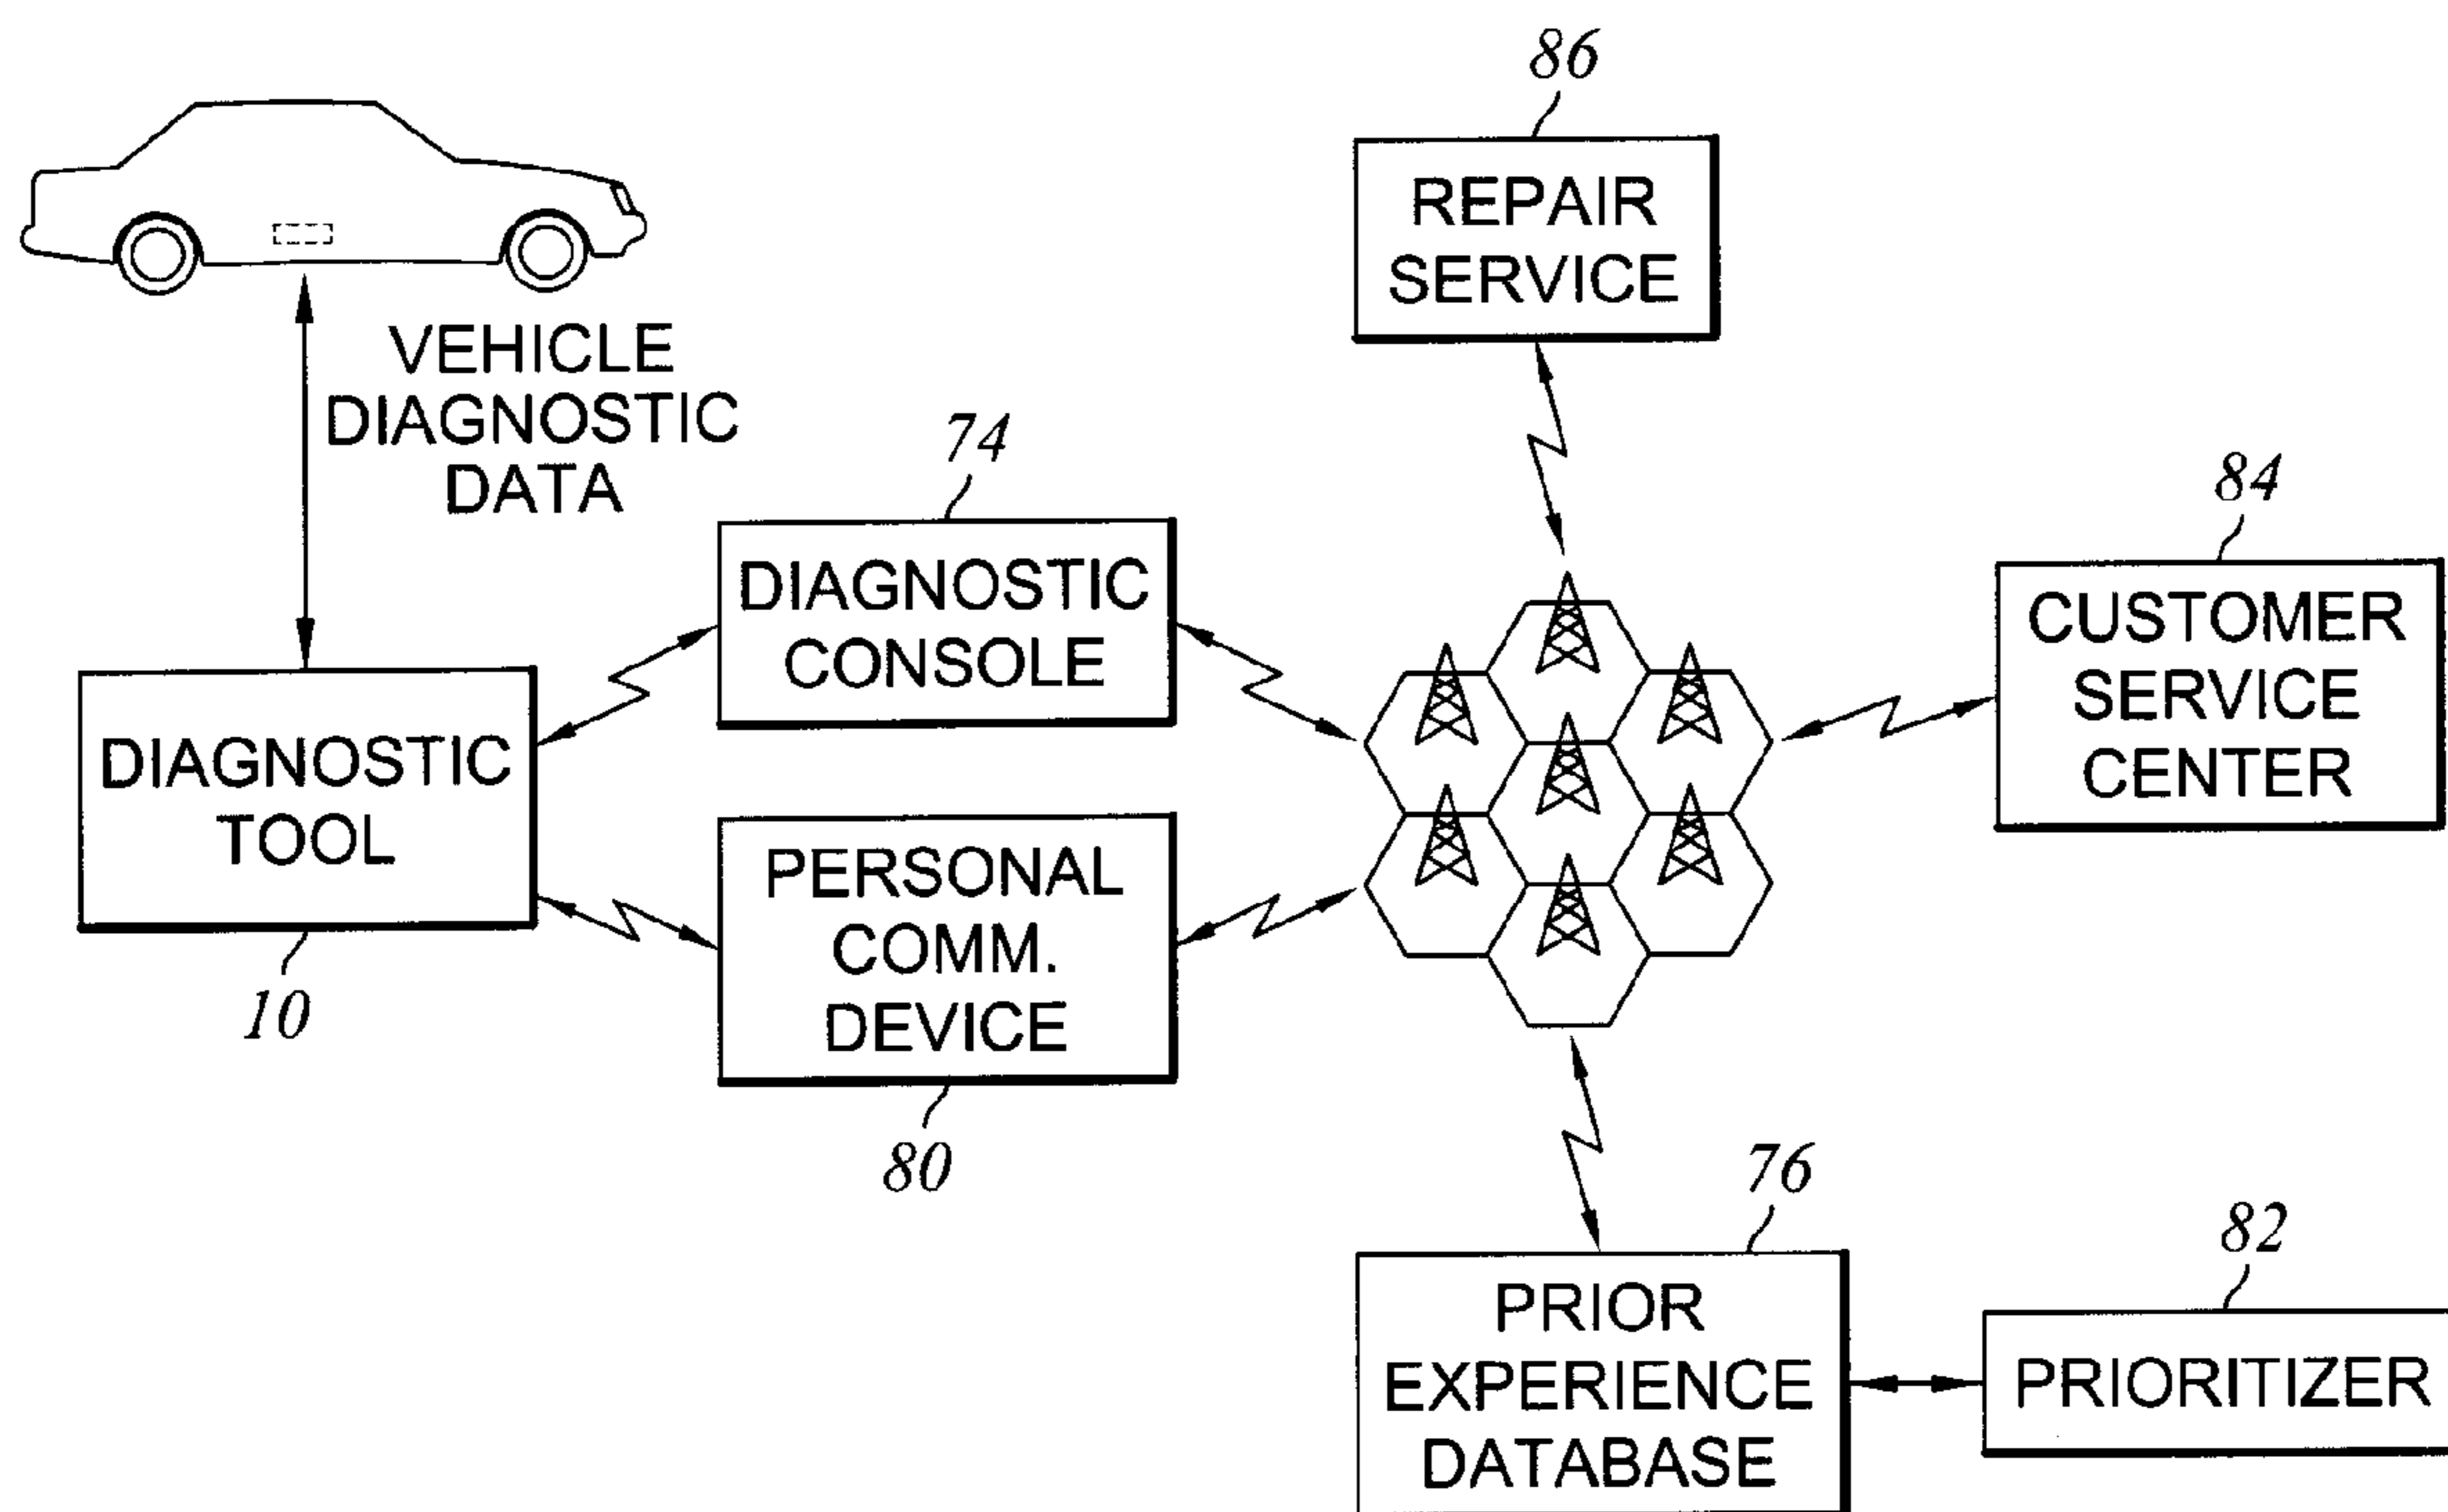 86
REPAIR
SERVICE
VEHICLE
DIAGNOSTIC
DATA
74
DIAGNOSTIC
CONSOLE
84
CUSTOMER
SERVICE
CENTER
DIAGNOSTIC
TOOL
10
PERSONAL
COMM.
DEVICE
80
76
PRIOR
EXPERIENCE
DATABASE
82
PRIORITIZER